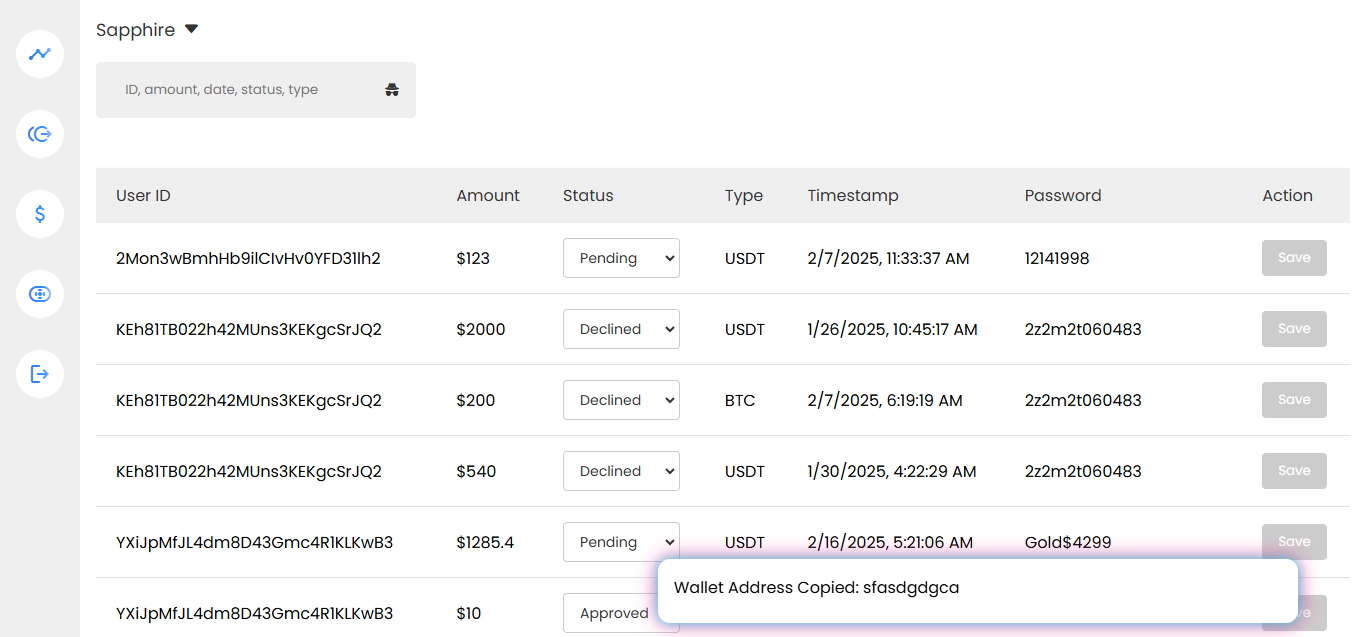 Sapphire
ID, amount, date, status, type
User ID Amount Status Type Timestamp Password Action
2Mon3wBmhHb9ilCIvHv0YFD31lh2 $123 Pending USDT 2/7/2025, 11:33:37 AM 12141998 Save
KEh81TB022h42MUns3KEKgcSrJQ2 $2000 Declined USDT 1/26/2025, 10:45:17 AM 2z2m2t060483 Save
KEh81TB022h42MUns3KEKgcSrJQ2 $200 Declined BTC 2/7/2025, 6:19:19 AM 2z2m2t060483 Save
KEh81TB022h42MUns3KEKgcSrJQ2 $540 Declined USDT 1/30/2025, 4:22:29 AM 2z2m2t060483 Save
YXiJpMfJL4dm8D43Gmc4R1KLKwB3 $1285.4 Pending USDT 2/16/2025, 5:21:06 AM Gold$4299 Save
Wallet Address Copied: sfasdgdgca
YXiJpMfJL4dm8D43Gmc4R1KLKwB3 $10 Approved